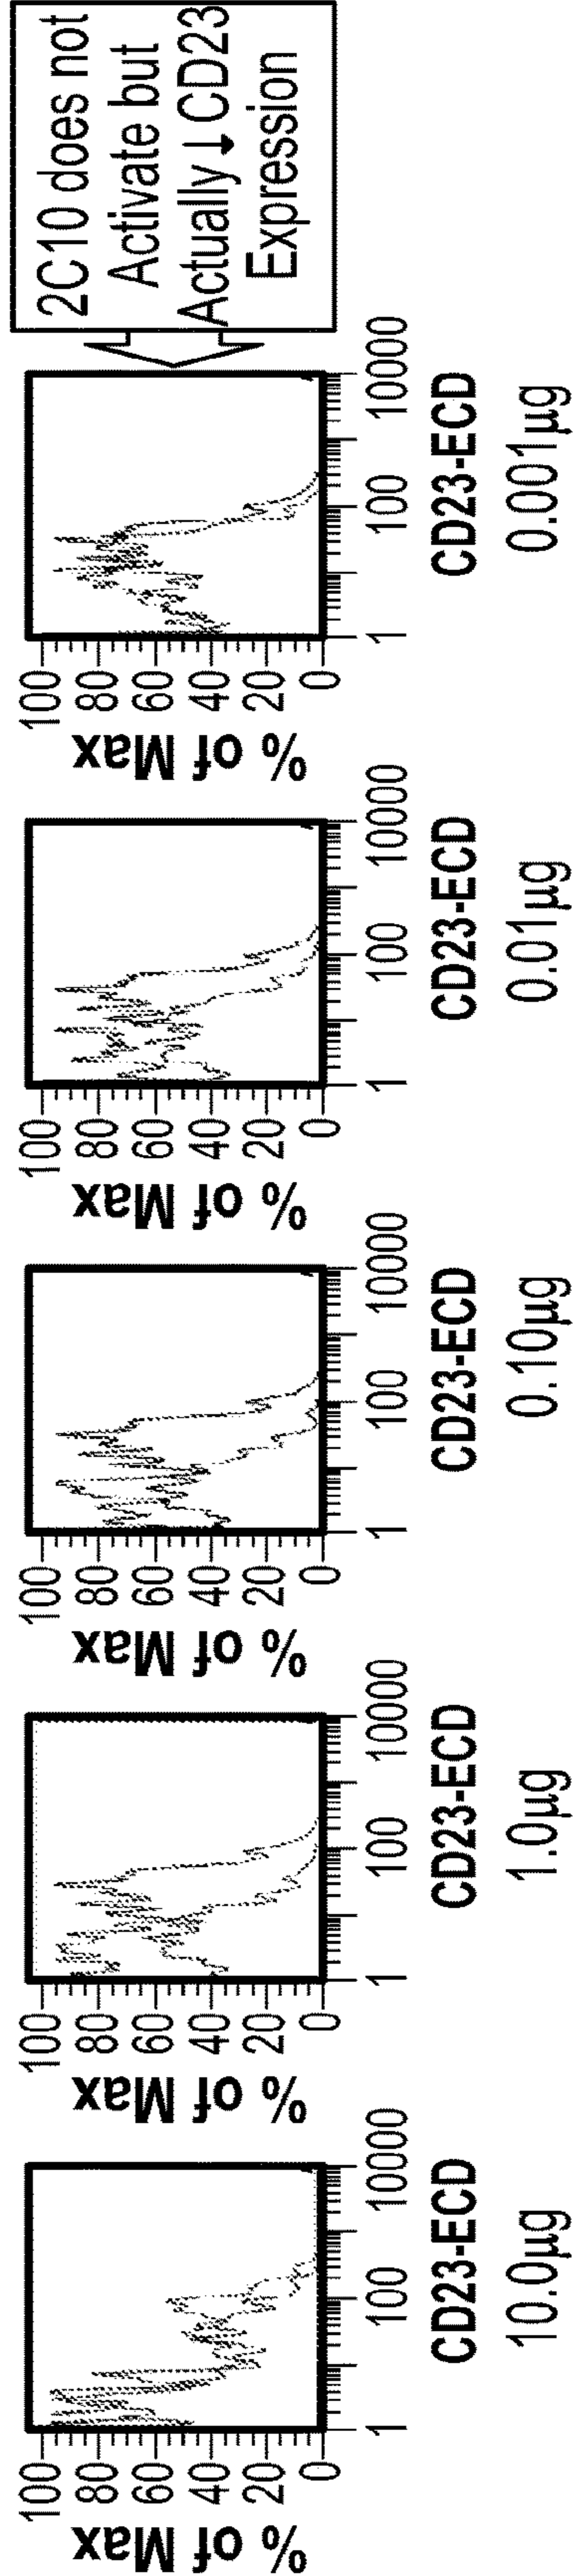 % of Max
100
80
60
40
20
0
1
100
10000
CD23-ECD
10.0µg
% of Max
100
80
60
40
20
0
1
100
10000
CD23-ECD
1.0µg
% of Max
100
80
60
40
20
0
1
100
10000
CD23-ECD
0.10µg
% of Max
100
80
60
40
20
0
1
100
10000
CD23-ECD
0.01µg
% of Max
100
80
60
40
20
0
1
100
10000
CD23-ECD
0.001µg
2C10 does not
Activate but
Actually ↓ CD23
Expression